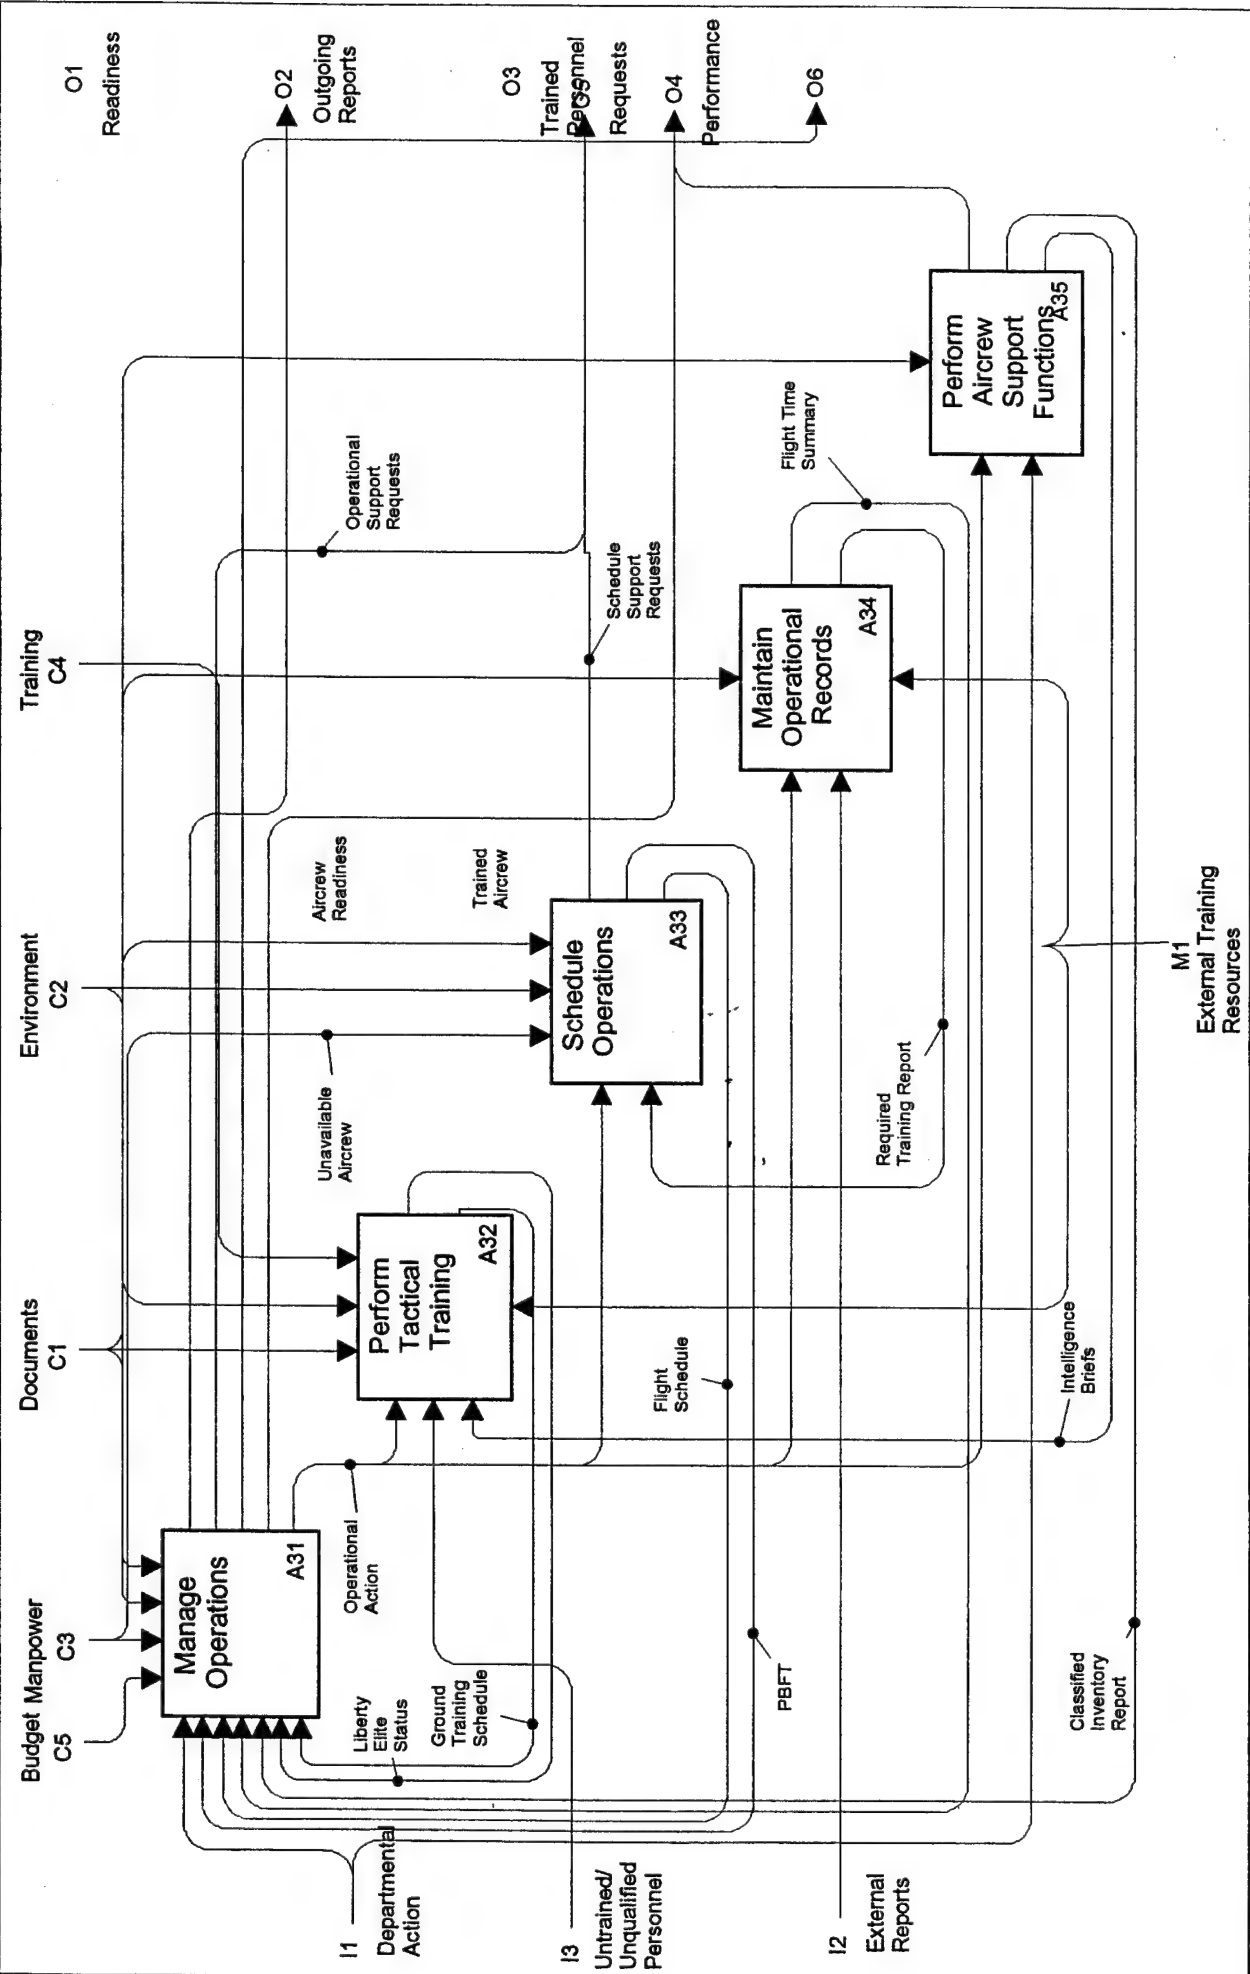 Budget Manpower
C5
C3
Documents
C1
Environment
C2
Training
C4
O1
Readiness
O2
Outgoing
Reports
O3
Trained
Personnel
O5
Requests
O4
Performance
O6
Manage
Operations
A31
Perform
Tactical
Training
A32
Schedule
Operations
A33
Maintain
Operational
Records
A34
Perform
Aircrew
Support
Functions
A35
Operational
Support
Requests
Aircrew
Readiness
Trained
Aircrew
Unavailable
Aircrew
Schedule
Support
Requests
Flight Time
Summary
Operational
Action
Liberty
Elite
Status
Ground
Training
Schedule
Flight
Schedule
PBFT
Required
Training Report
Intelligence
Briefs
Classified
Inventory
Report
I1
Departmental
Action
I3
Untrained/
Unqualified
Personnel
I2
External
Reports
M1
External Training
Resources